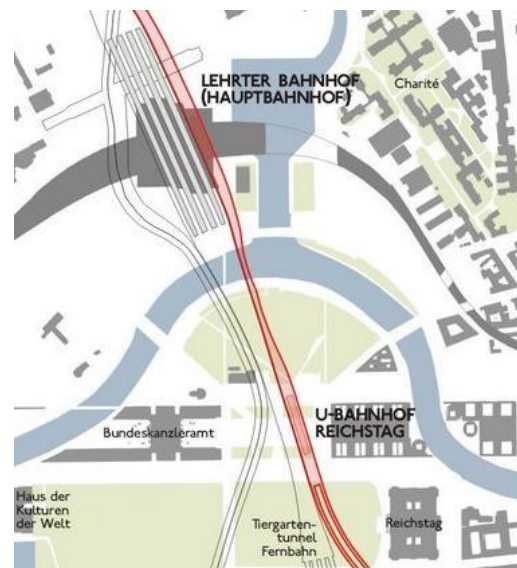 LEHRTER BAHNHOF
(HAUPTBAHNHOF)
Charité
U-BAHNHOF
REICHSTAG
Bundeskanzleramt
Haus der
Kulturen
der Welt
Tiergarten-
tunnel
Fernbahn
Reichstag